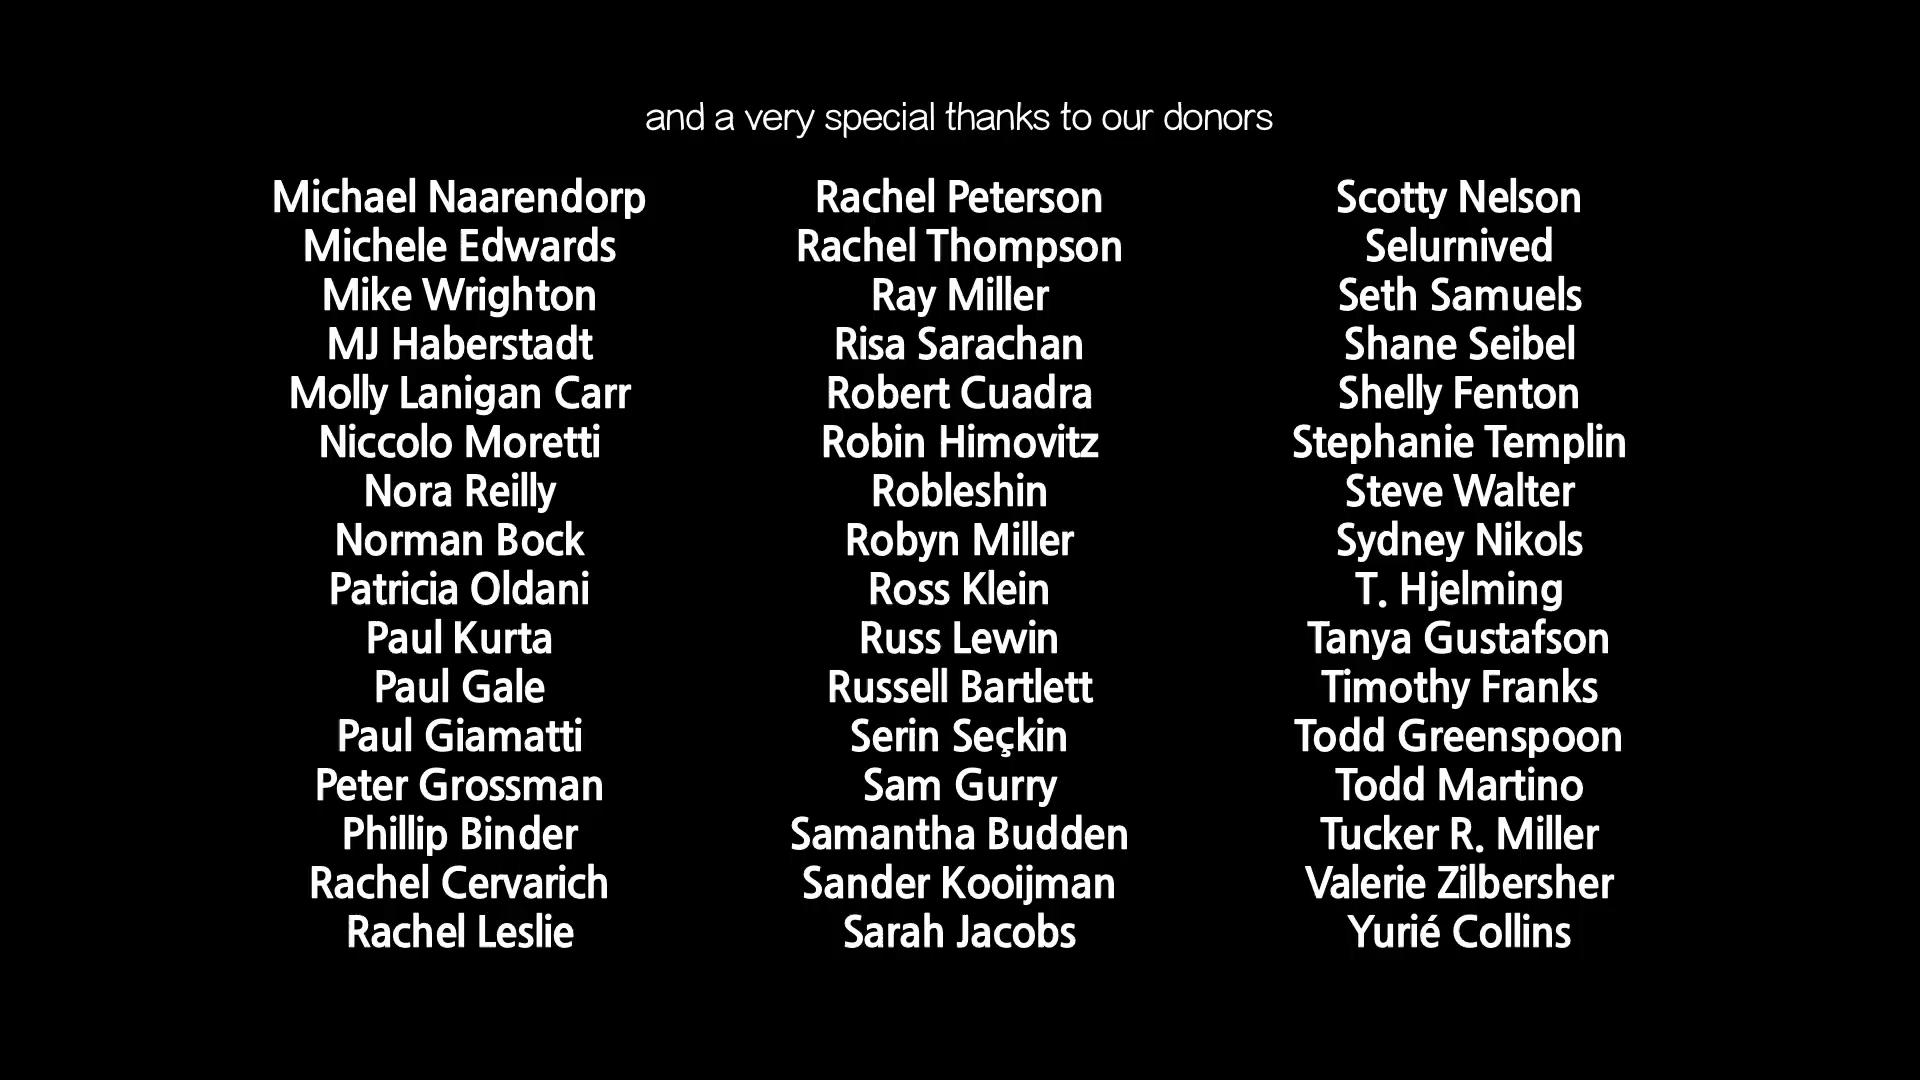 and a very special thanks to our donors
Michael Naarendorp
Michele Edwards
Mike Wrighton
MJ Haberstadt
Molly Lanigan Carr
Niccolo Moretti
Nora Reilly
Norman Bock
Patricia Oldani
Paul Kurta
Paul Gale
Paul Giamatti
Peter Grossman
Phillip Binder
Rachel Cervarich
Rachel Leslie
Rachel Peterson
Rachel Thompson
Ray Miller
Risa Sarachan
Robert Cuadra
Robin Himovitz
Robleshin
Robyn Miller
Ross Klein
Russ Lewin
Russell Bartlett
Serin Seçkin
Sam Gurry
Samantha Budden
Sander Kooijman
Sarah Jacobs
Scotty Nelson
Selurnived
Seth Samuels
Shane Seibel
Shelly Fenton
Stephanie Templin
Steve Walter
Sydney Nikols
T. Hjelming
Tanya Gustafson
Timothy Franks
Todd Greenspoon
Todd Martino
Tucker R. Miller
Valerie Zilbersher
Yurié Collins